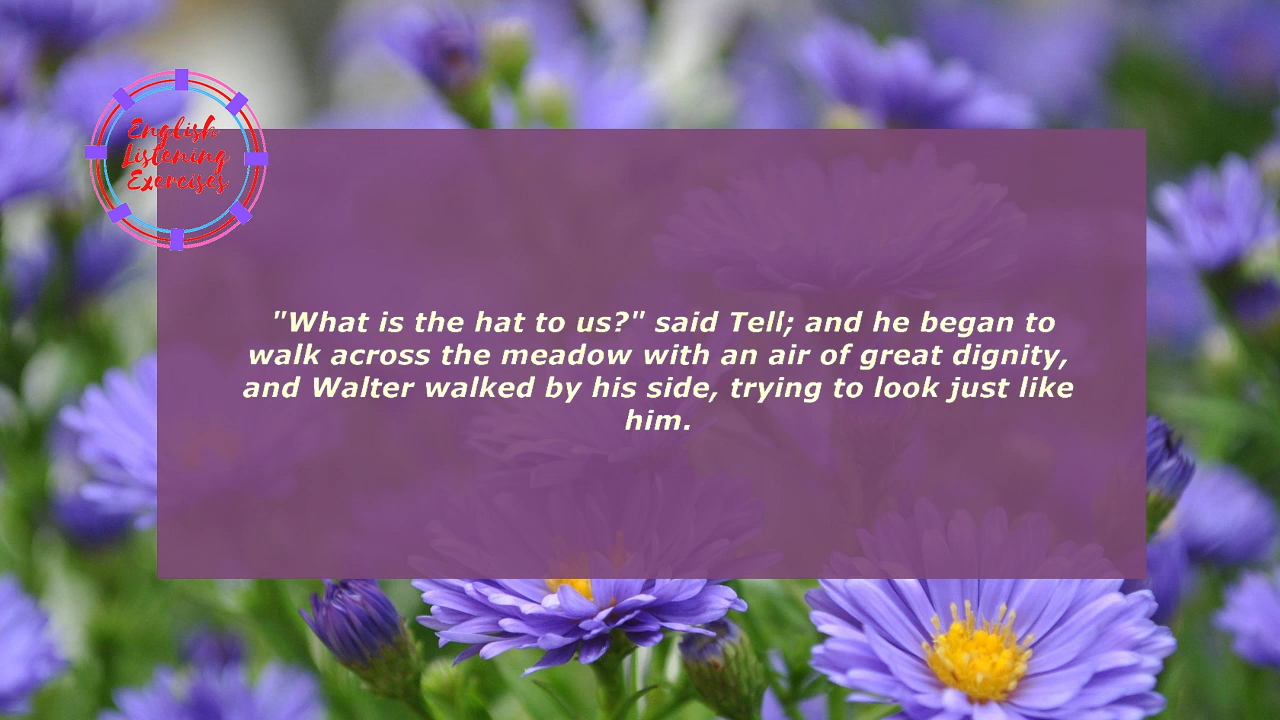 English
Listening
Exercises
"What is the hat to us?" said Tell; and he began to
walk across the meadow with an air of great dignity,
and Walter walked by his side, trying to look just like
him.